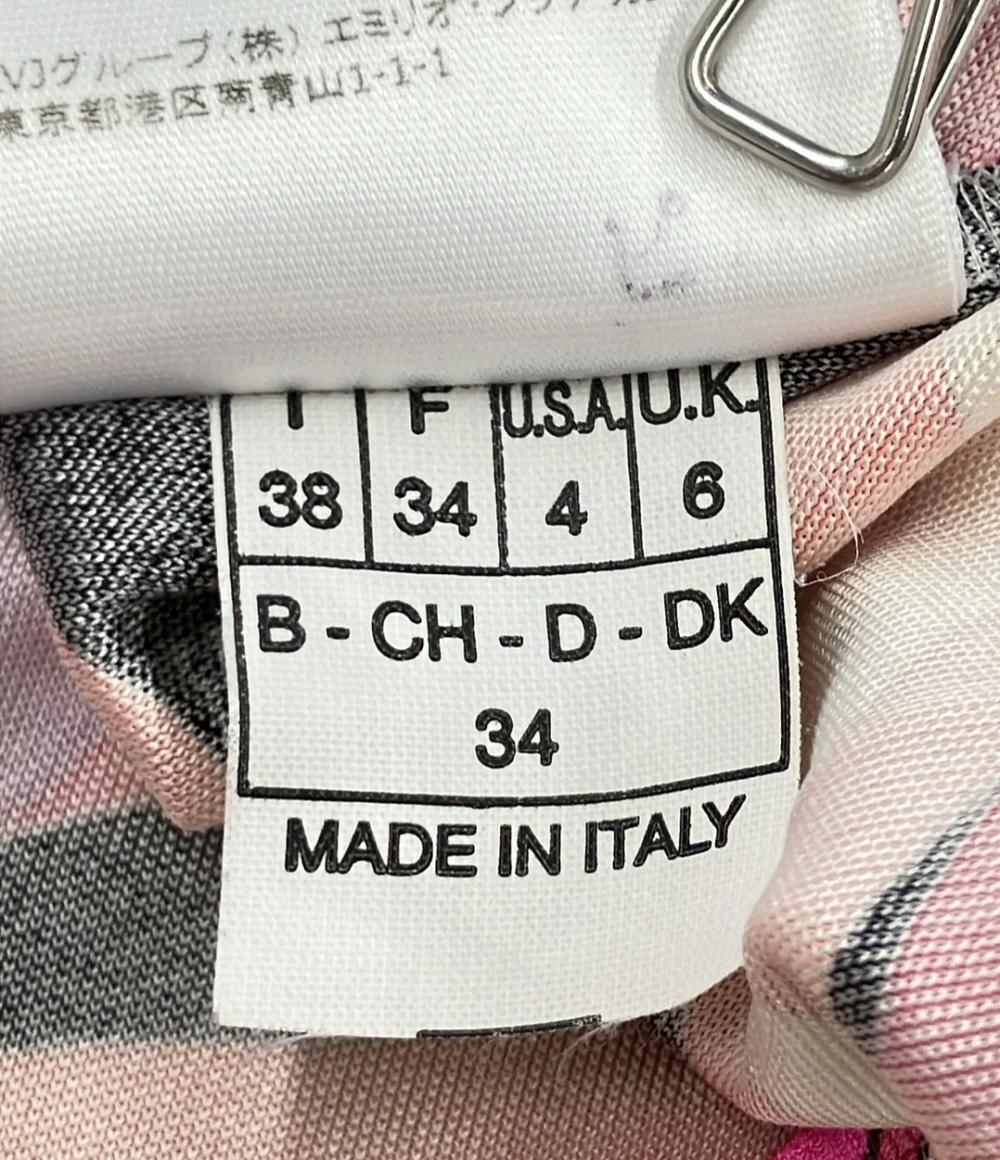 グループ(株) エミリオ・プッチ
東京都港区南青山1-1-1
I F U.S.A. U.K.
38 34 4 6
B - CH - D - DK
34
MADE IN ITALY